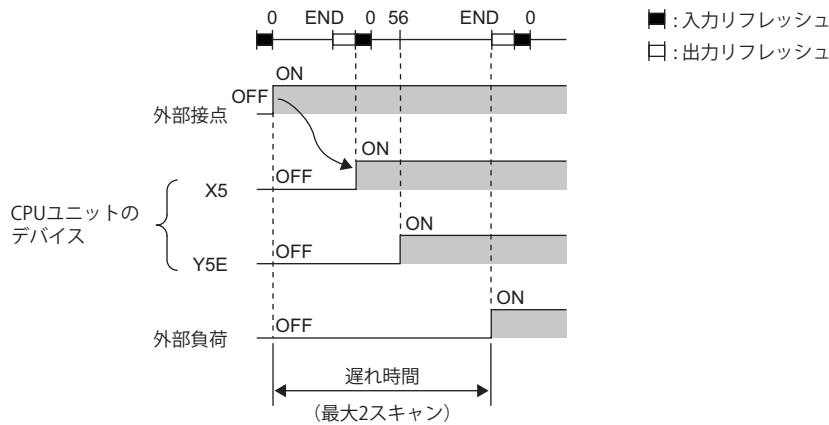 0 END 0 56 END 0
■ : 入力リフレッシュ
□ : 出力リフレッシュ
ON
OFF
外部接点
ON
OFF
X5
CPUユニットの
デバイス
ON
OFF
Y5E
ON
OFF
外部負荷
遅れ時間
（最大2スキャン）